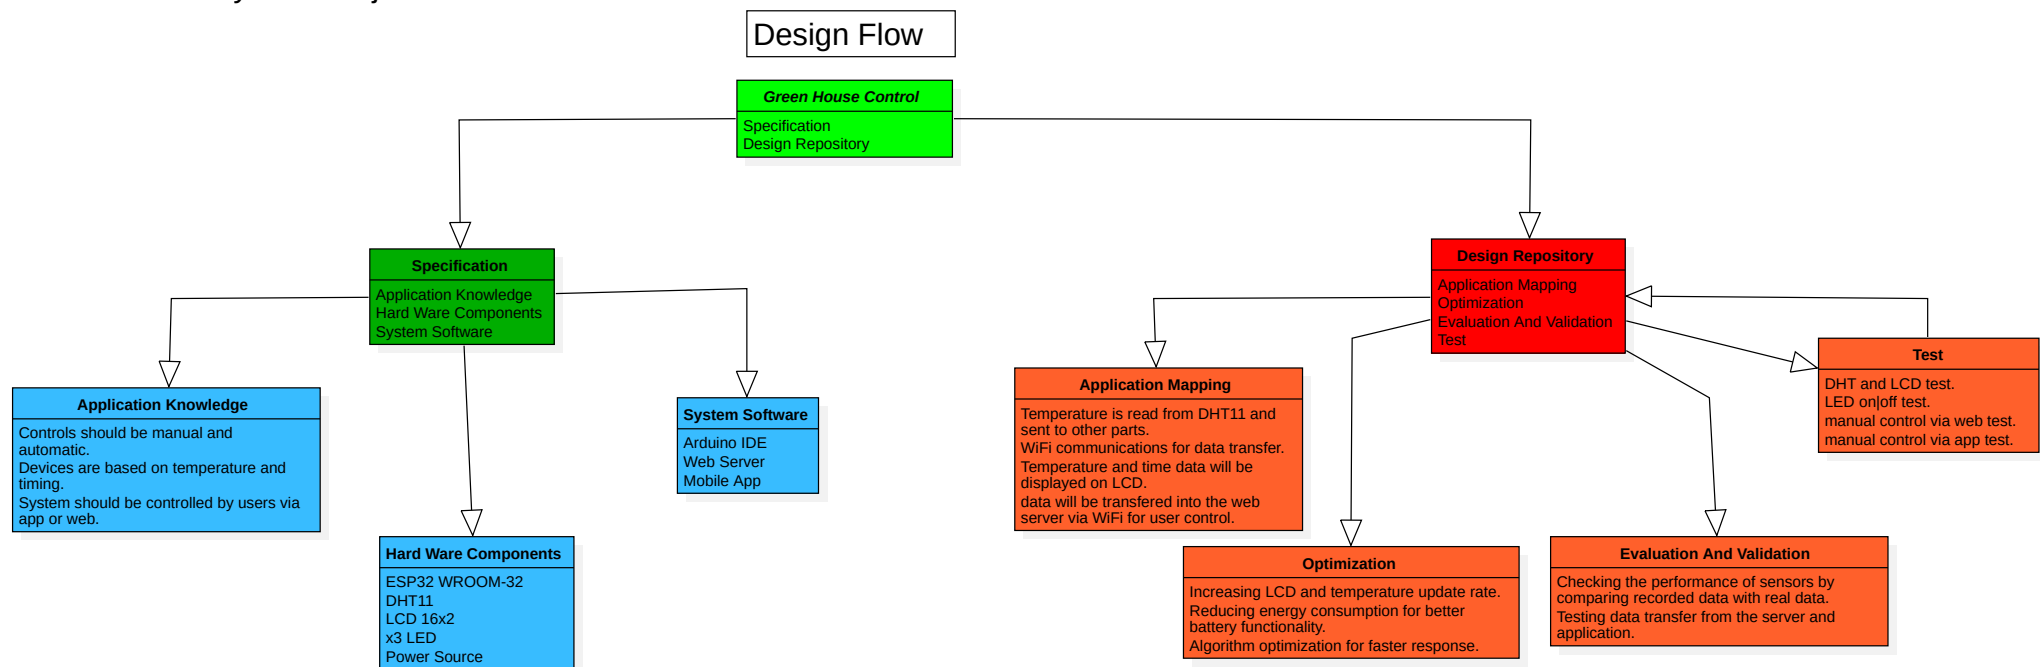 Design Flow
Green House Control
Specification
Design Repository
Specification
Application Knowledge
Hard Ware Components
System Software
Design Repository
Application Mapping
Optimization
Evaluation And Validation
Test
Application Knowledge
Controls should be manual and
automatic.
Devices are based on temperature and
timing.
System should be controlled by users via
app or web.
Hard Ware Components
ESP32 WROOM-32
DHT11
LCD 16x2
x3 LED
Power Source
System Software
Arduino IDE
Web Server
Mobile App
Application Mapping
Temperature is read from DHT11 and
sent to other parts.
WiFi communications for data transfer.
Temperature and time data will be
displayed on LCD.
data will be transfered into the web
server via WiFi for user control.
Optimization
Increasing LCD and temperature update rate.
Reducing energy consumption for better
battery functionality.
Algorithm optimization for faster response.
Evaluation And Validation
Checking the performance of sensors by
comparing recorded data with real data.
Testing data transfer from the server and
application.
Test
DHT and LCD test.
LED on|off test.
manual control via web test.
manual control via app test.